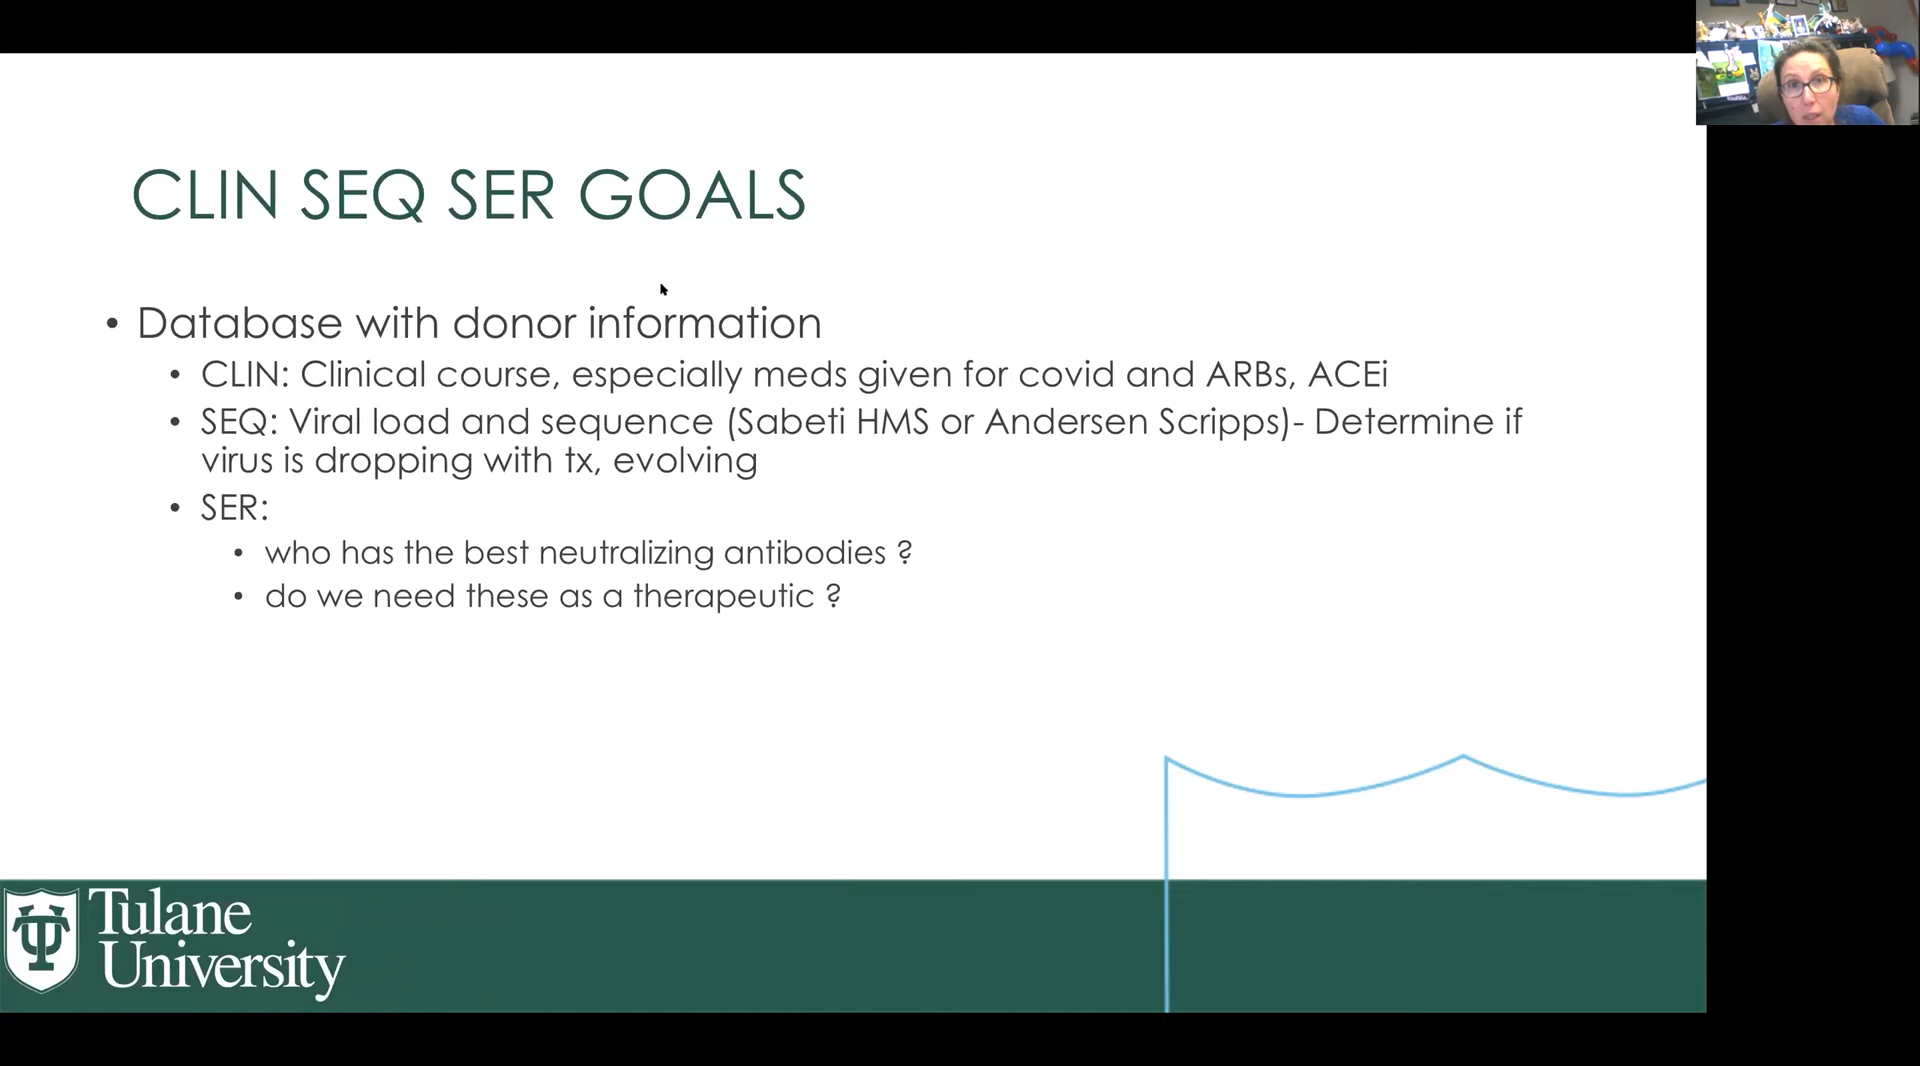 CLIN SEQ SER GOALS
• Database with donor information
• CLIN: Clinical course, especially meds given for covid and ARBs, ACEi
• SEQ: Viral load and sequence (Sabeti HMS or Andersen Scripps)- Determine if
virus is dropping with tx, evolving
• SER:
• who has the best neutralizing antibodies ?
• do we need these as a therapeutic ?
Tulane
University